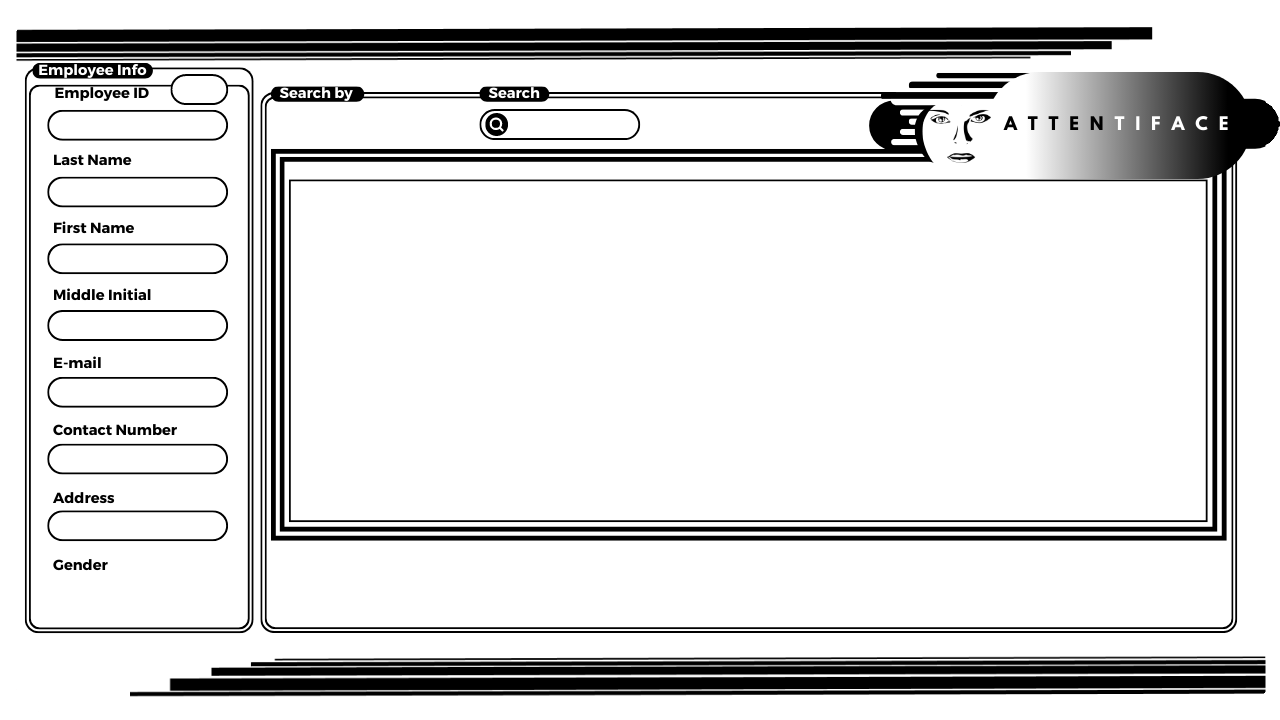 Employee Info
Employee ID
Last Name
First Name
Middle Initial
E-mail
Contact Number
Address
Gender
Search by
Search
ATTENTIFACE